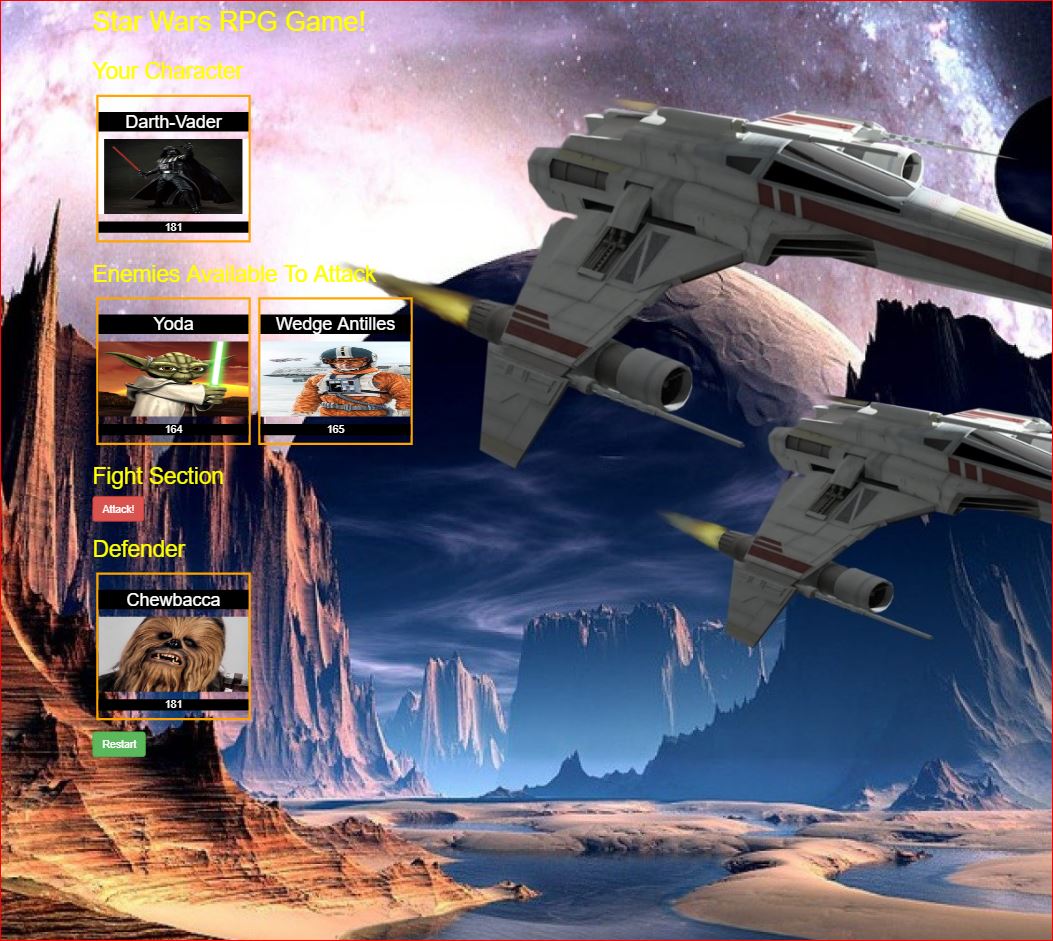 Star Wars RPG Game!
Your Character
Darth-Vader
181
Enemies Available To Attack
Yoda
Wedge Antilles
164
165
Fight Section
Attack!
Defender
Chewbacca
181
Restart